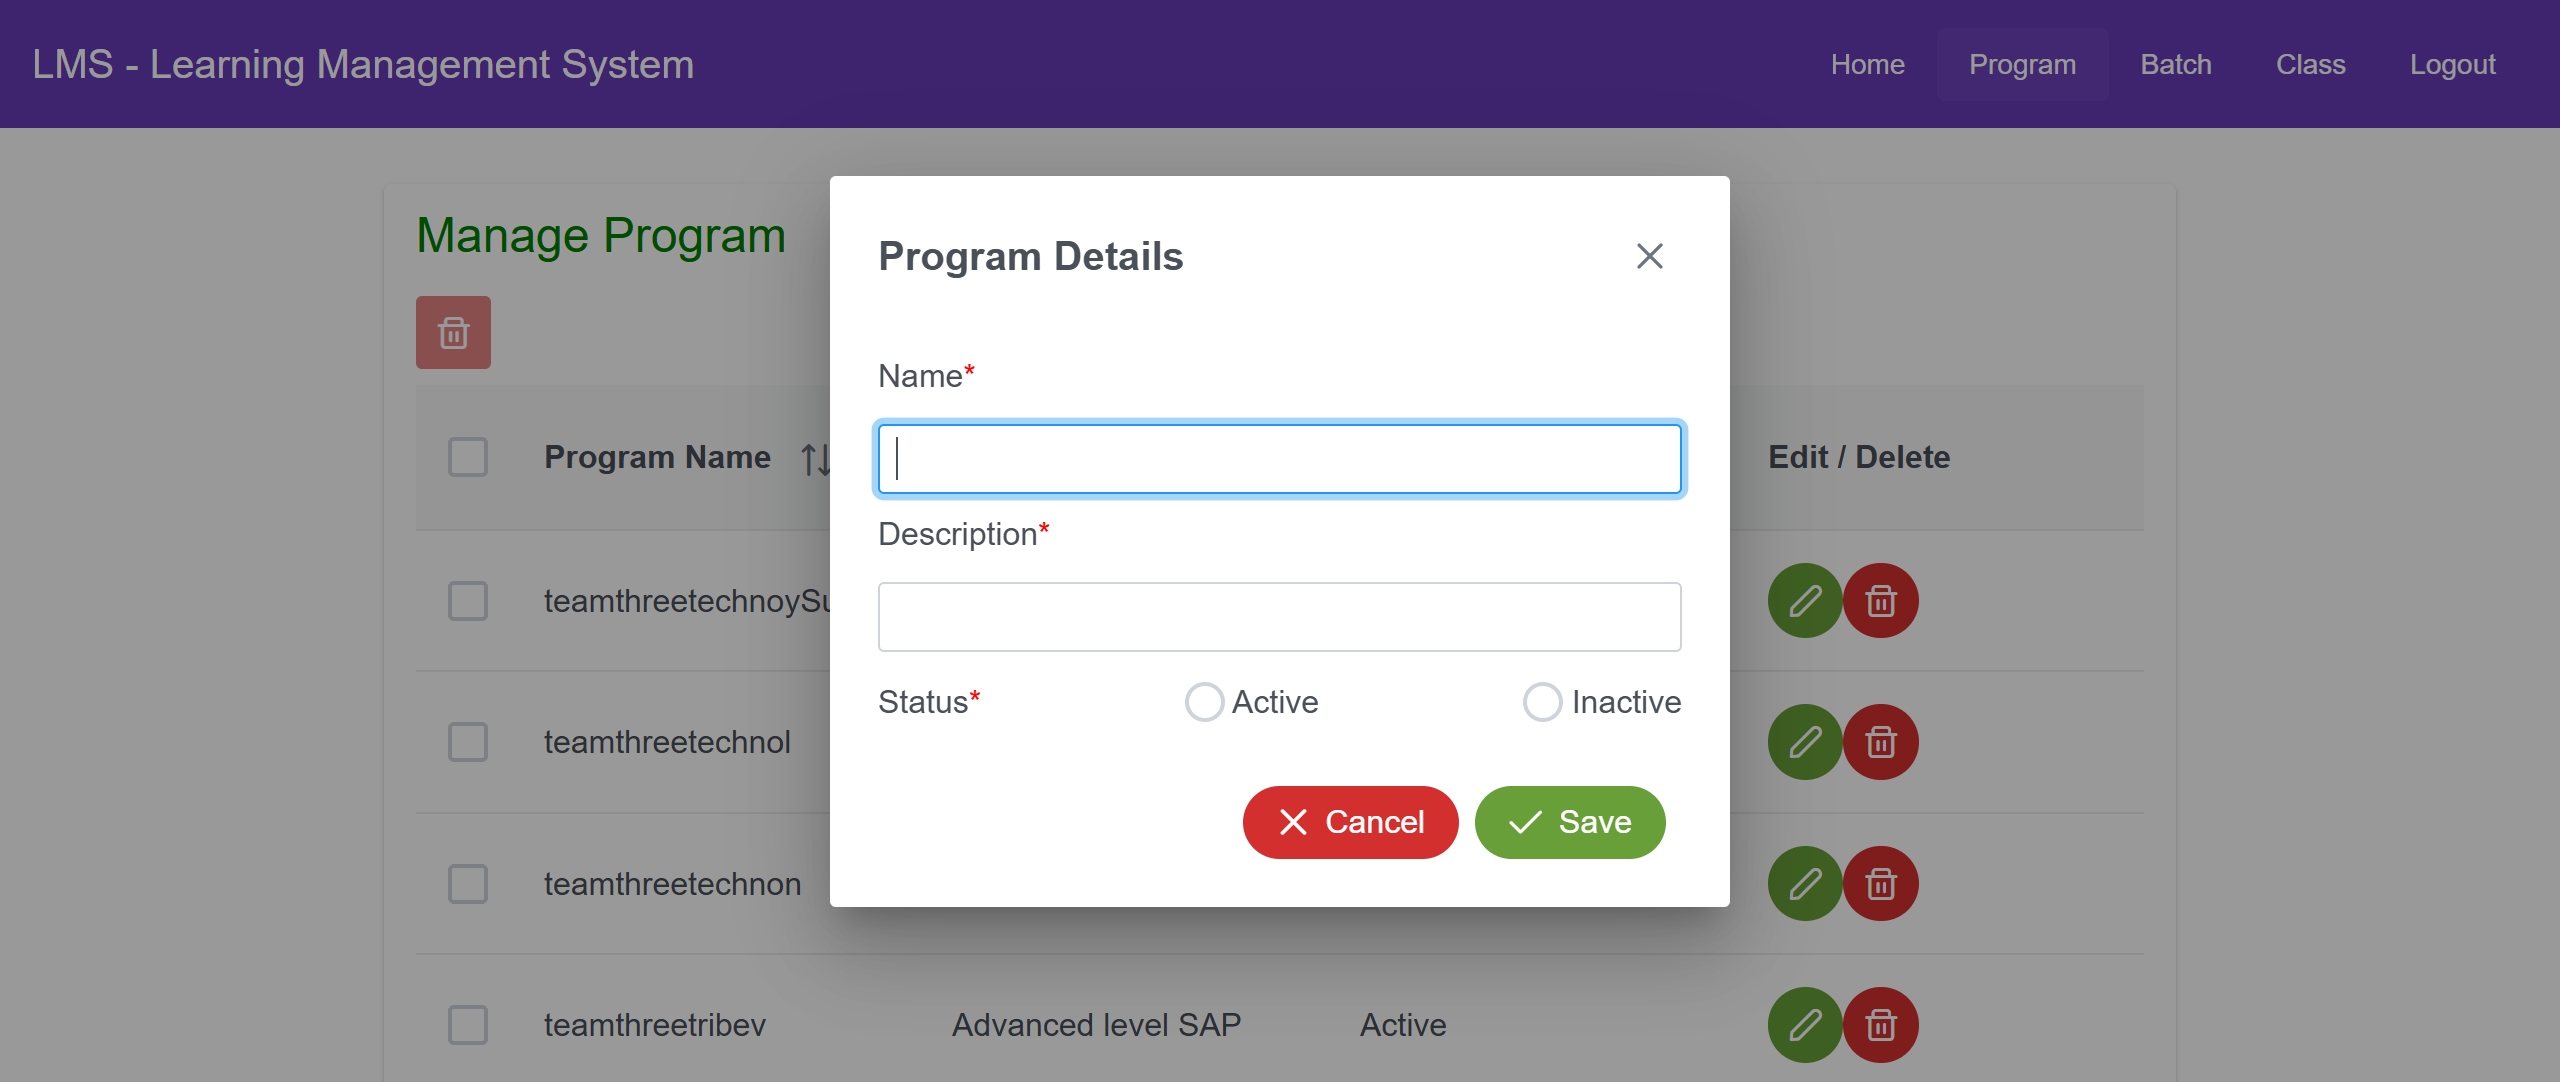 LMS - Learning Management System
Home Program Batch Class Logout
Manage Program
Program Details
Name*
Description*
Status* Active Inactive
Cancel Save
Program Name Edit / Delete
teamthreetechnol
teamthreetechnon
teamthreetribev Advanced level SAP Active